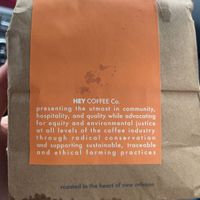 HEY COFFEE Co.
presenting the utmost in community,
hospitality, and quality while advocating
for equity and environmental justice
at all levels of the coffee industry
through radical conservation
and supporting sustainable, traceable
and ethical farming practices
roasted in the heart of new orleans